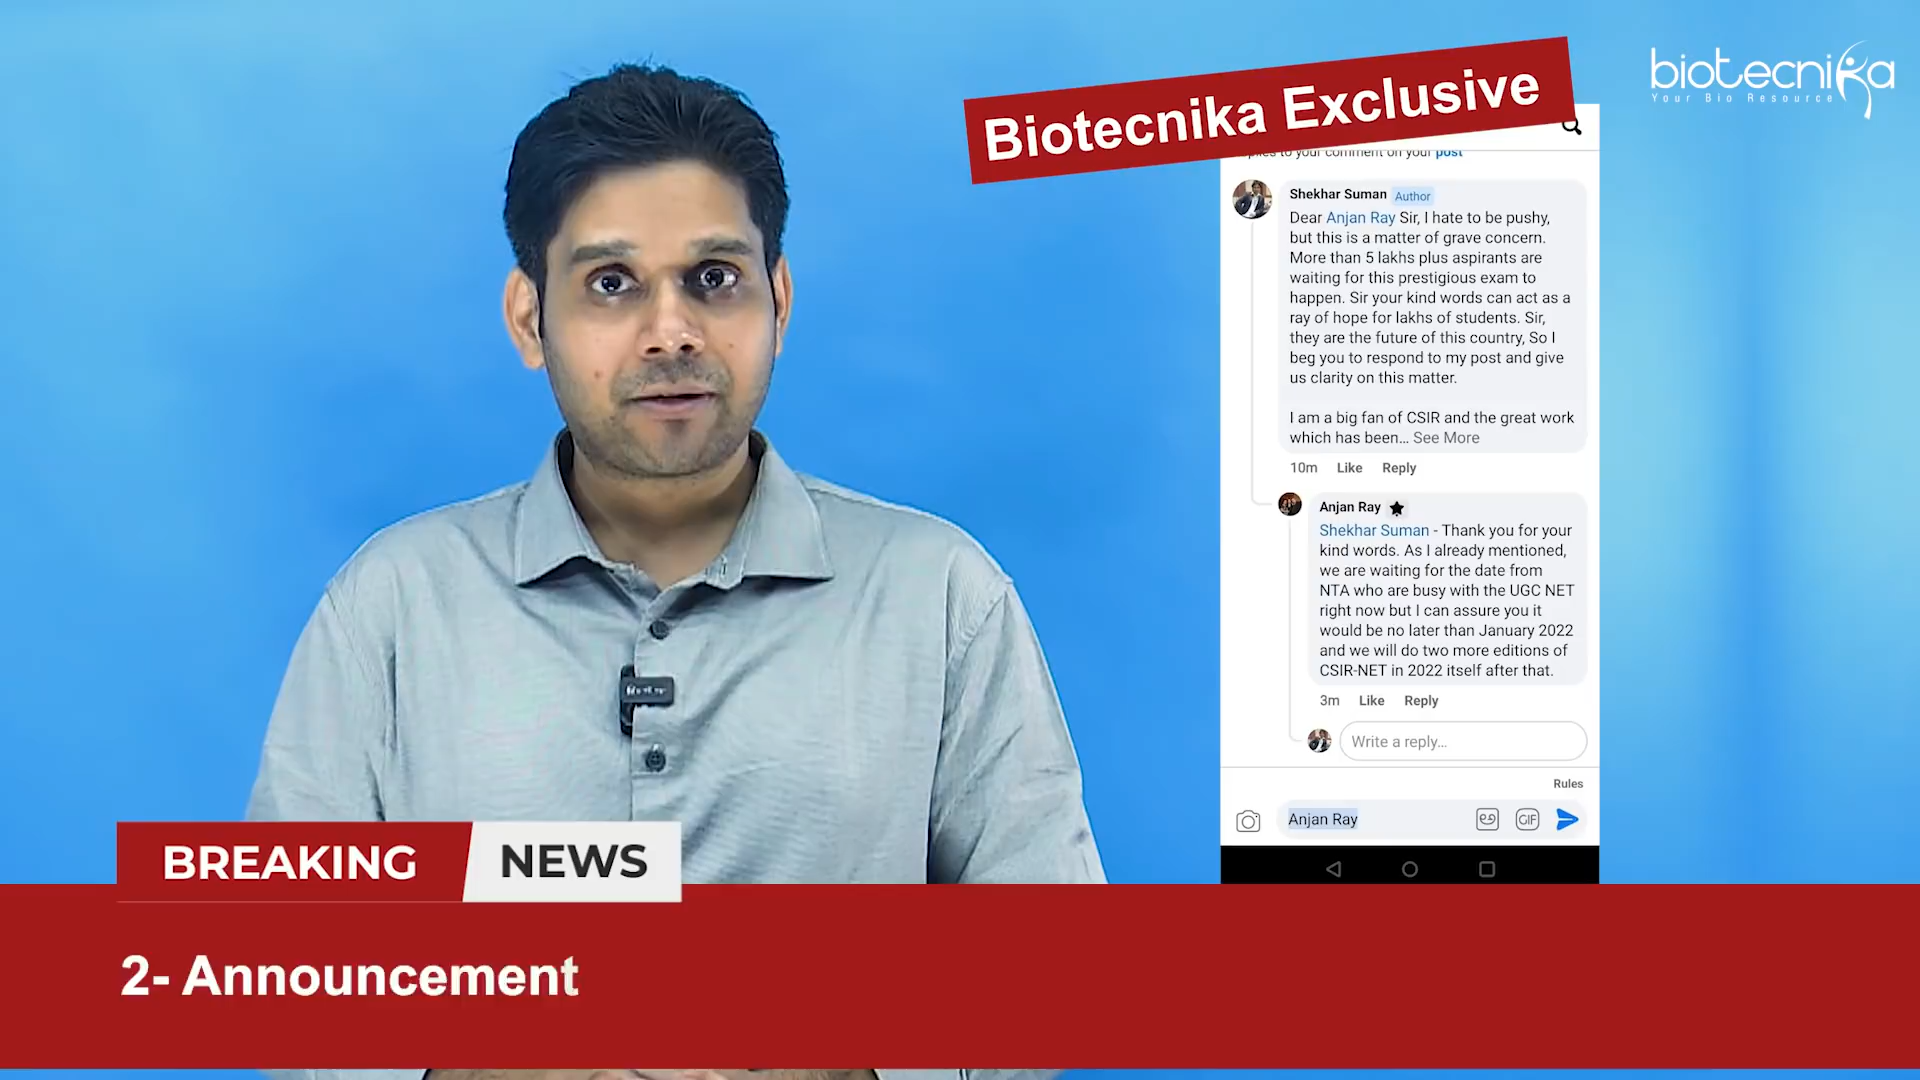 Biotecnika Exclusive
biotecnika
Your Bio Resource
to your comment on your post
Shekhar Suman Author
Dear Anjan Ray Sir, I hate to be pushy,
but this is a matter of grave concern.
More than 5 lakhs plus aspirants are
waiting for this prestigious exam to
happen. Sir your kind words can act as a
ray of hope for lakhs of students. Sir,
they are the future of this country, So I
beg you to respond to my post and give
us clarity on this matter.
I am a big fan of CSIR and the great work
which has been... See More
10m Like Reply
Anjan Ray
Shekhar Suman - Thank you for your
kind words. As I already mentioned,
we are waiting for the date from
NTA who are busy with the UGC NET
right now but I can assure you it
would be no later than January 2022
and we will do two more editions of
CSIR-NET in 2022 itself after that.
3m Like Reply
Write a reply...
Rules
Anjan Ray
GIF
BREAKING NEWS
2- Announcement